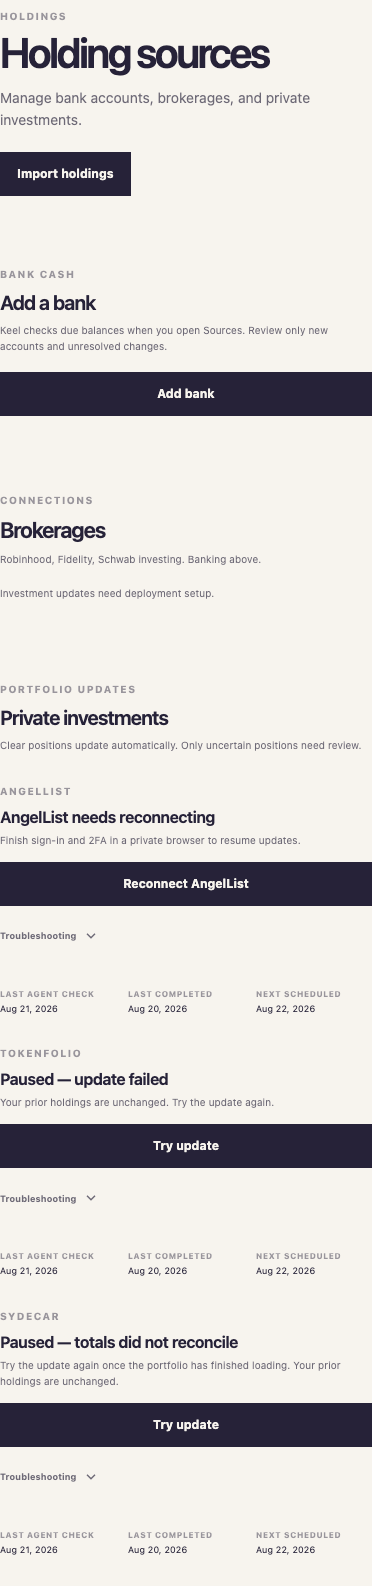 HOLDINGS
Holding sources
Manage bank accounts, brokerages, and private
investments.
Import holdings
BANK CASH
Add a bank
Keel checks due balances when you open Sources. Review only new
accounts and unresolved changes.
Add bank
CONNECTIONS
Brokerages
Robinhood, Fidelity, Schwab investing. Banking above.
Investment updates need deployment setup.
PORTFOLIO UPDATES
Private investments
Clear positions update automatically. Only uncertain positions need review.
ANGELLIST
AngelList needs reconnecting
Finish sign-in and 2FA in a private browser to resume updates.
Reconnect AngelList
Troubleshooting
LAST AGENT CHECK LAST COMPLETED NEXT SCHEDULED
Aug 21, 2026 Aug 20, 2026 Aug 22, 2026
TOKENFOLIO
Paused — update failed
Your prior holdings are unchanged. Try the update again.
Try update
Troubleshooting
LAST AGENT CHECK LAST COMPLETED NEXT SCHEDULED
Aug 21, 2026 Aug 20, 2026 Aug 22, 2026
SYDECAR
Paused — totals did not reconcile
Try the update again once the portfolio has finished loading. Your prior
holdings are unchanged.
Try update
Troubleshooting
LAST AGENT CHECK LAST COMPLETED NEXT SCHEDULED
Aug 21, 2026 Aug 20, 2026 Aug 22, 2026